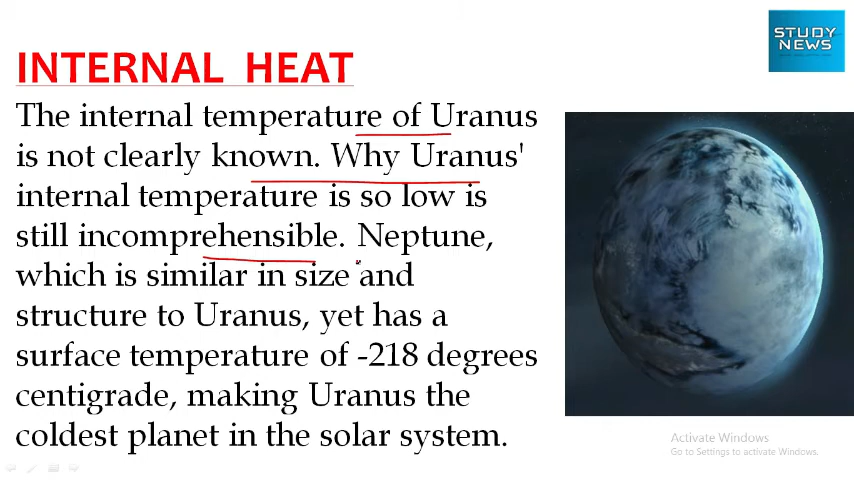 STUDY
NEWS
INTERNAL HEAT
The internal temperature of Uranus
is not clearly known. Why Uranus'
internal temperature is so low is
still incomprehensible. Neptune,
which is similar in size and
structure to Uranus, yet has a
surface temperature of -218 degrees
centigrade, making Uranus the
coldest planet in the solar system.
Activate Windows
Go to Settings to activate Windows.